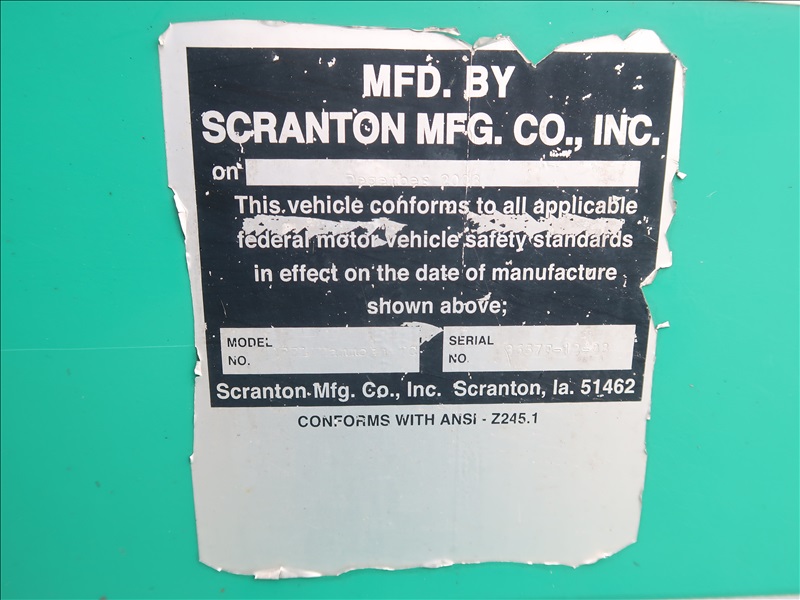 MFD. BY
SCRANTON MFG. CO., INC.
on December
This vehicle conforms to all applicable
federal motor vehicle safety standards
in effect on the date of manufacture
shown above;
MODEL
NO.
SERIAL
NO.
Scranton Mfg. Co., Inc. Scranton, Ia. 51462
CONFORMS WITH ANSI - Z245.1